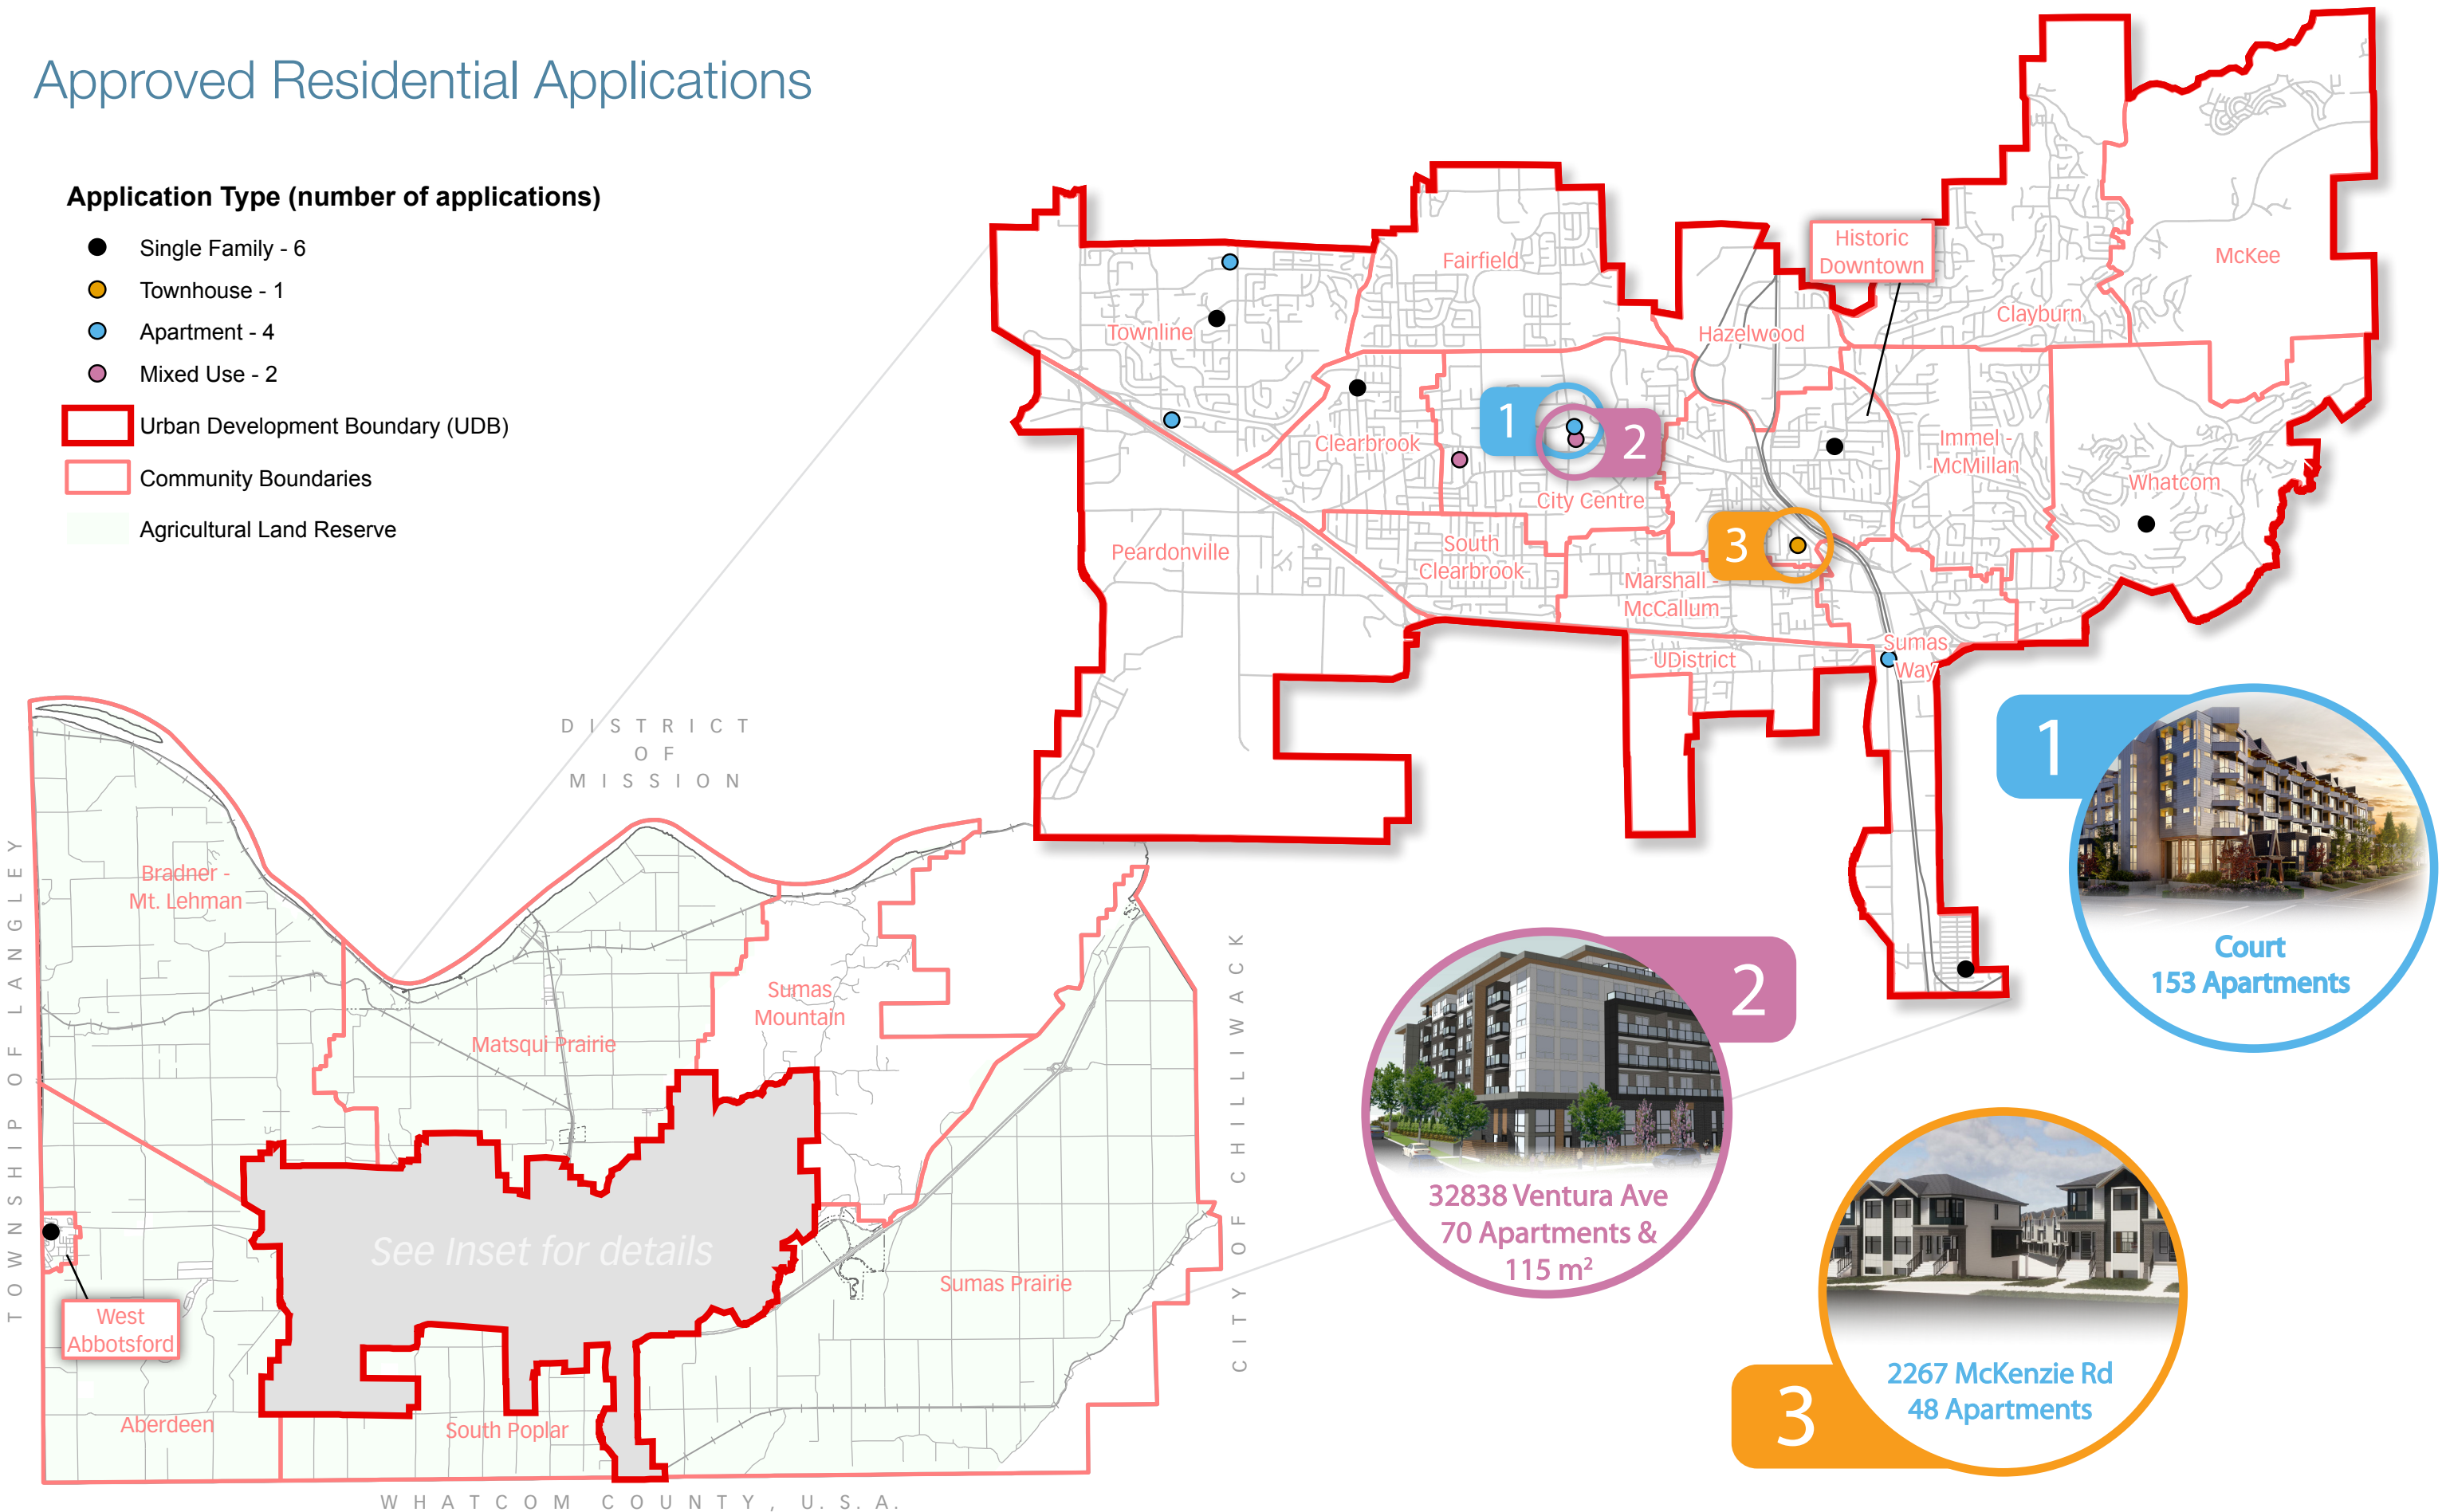 Approved Residential Applications
Application Type (number of applications)
Single Family - 6
Townhouse - 1
Apartment - 4
Mixed Use - 2
Urban Development Boundary (UDB)
Community Boundaries
Agricultural Land Reserve
Historic
Downtown
McKee
Fairfield
Townline
Hazelwood
Clayburn
Clearbrook
1
2
City Centre
Immel -
McMillan
Whatcom
Peardonville
South
Clearbrook
3
Marshall -
McCallum
UDistrict
Sumas
Way
DISTRICT
OF
MISSION
TOWNSHIP OF LANGLEY
CITY OF CHILLIWACK
Bradner -
Mt. Lehman
Matsqui Prairie
Sumas
Mountain
See Inset for details
Sumas Prairie
West
Abbotsford
Aberdeen
South Poplar
WHATCOM COUNTY, U.S.A.
1
Court
153 Apartments
2
32838 Ventura Ave
70 Apartments &
115 m²
3
2267 McKenzie Rd
48 Apartments